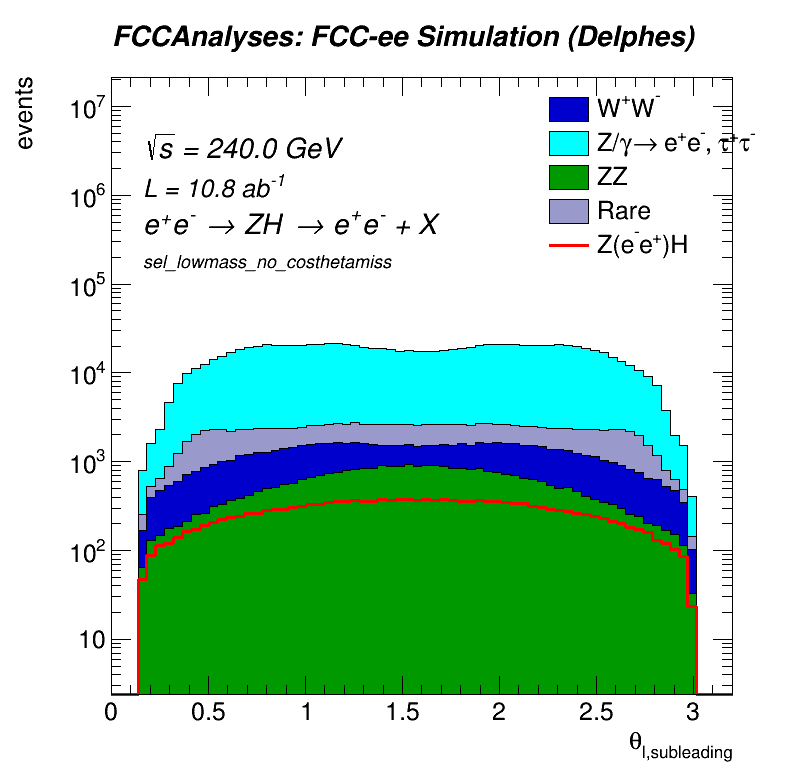 FCCAnalyses: FCC-ee Simulation (Delphes)
events
10⁷
10⁶
10⁵
10⁴
10³
10²
10
√s = 240.0 GeV
L = 10.8 ab⁻¹
e⁺e⁻ → ZH → e⁺e⁻ + X
sel_lowmass_no_costhetamiss
W⁺W⁻
Z/γ→ e⁺e⁻, τ⁺τ⁻
ZZ
Rare
Z(e⁻e⁺)H
0 0.5 1 1.5 2 2.5 3
θ_l,subleading